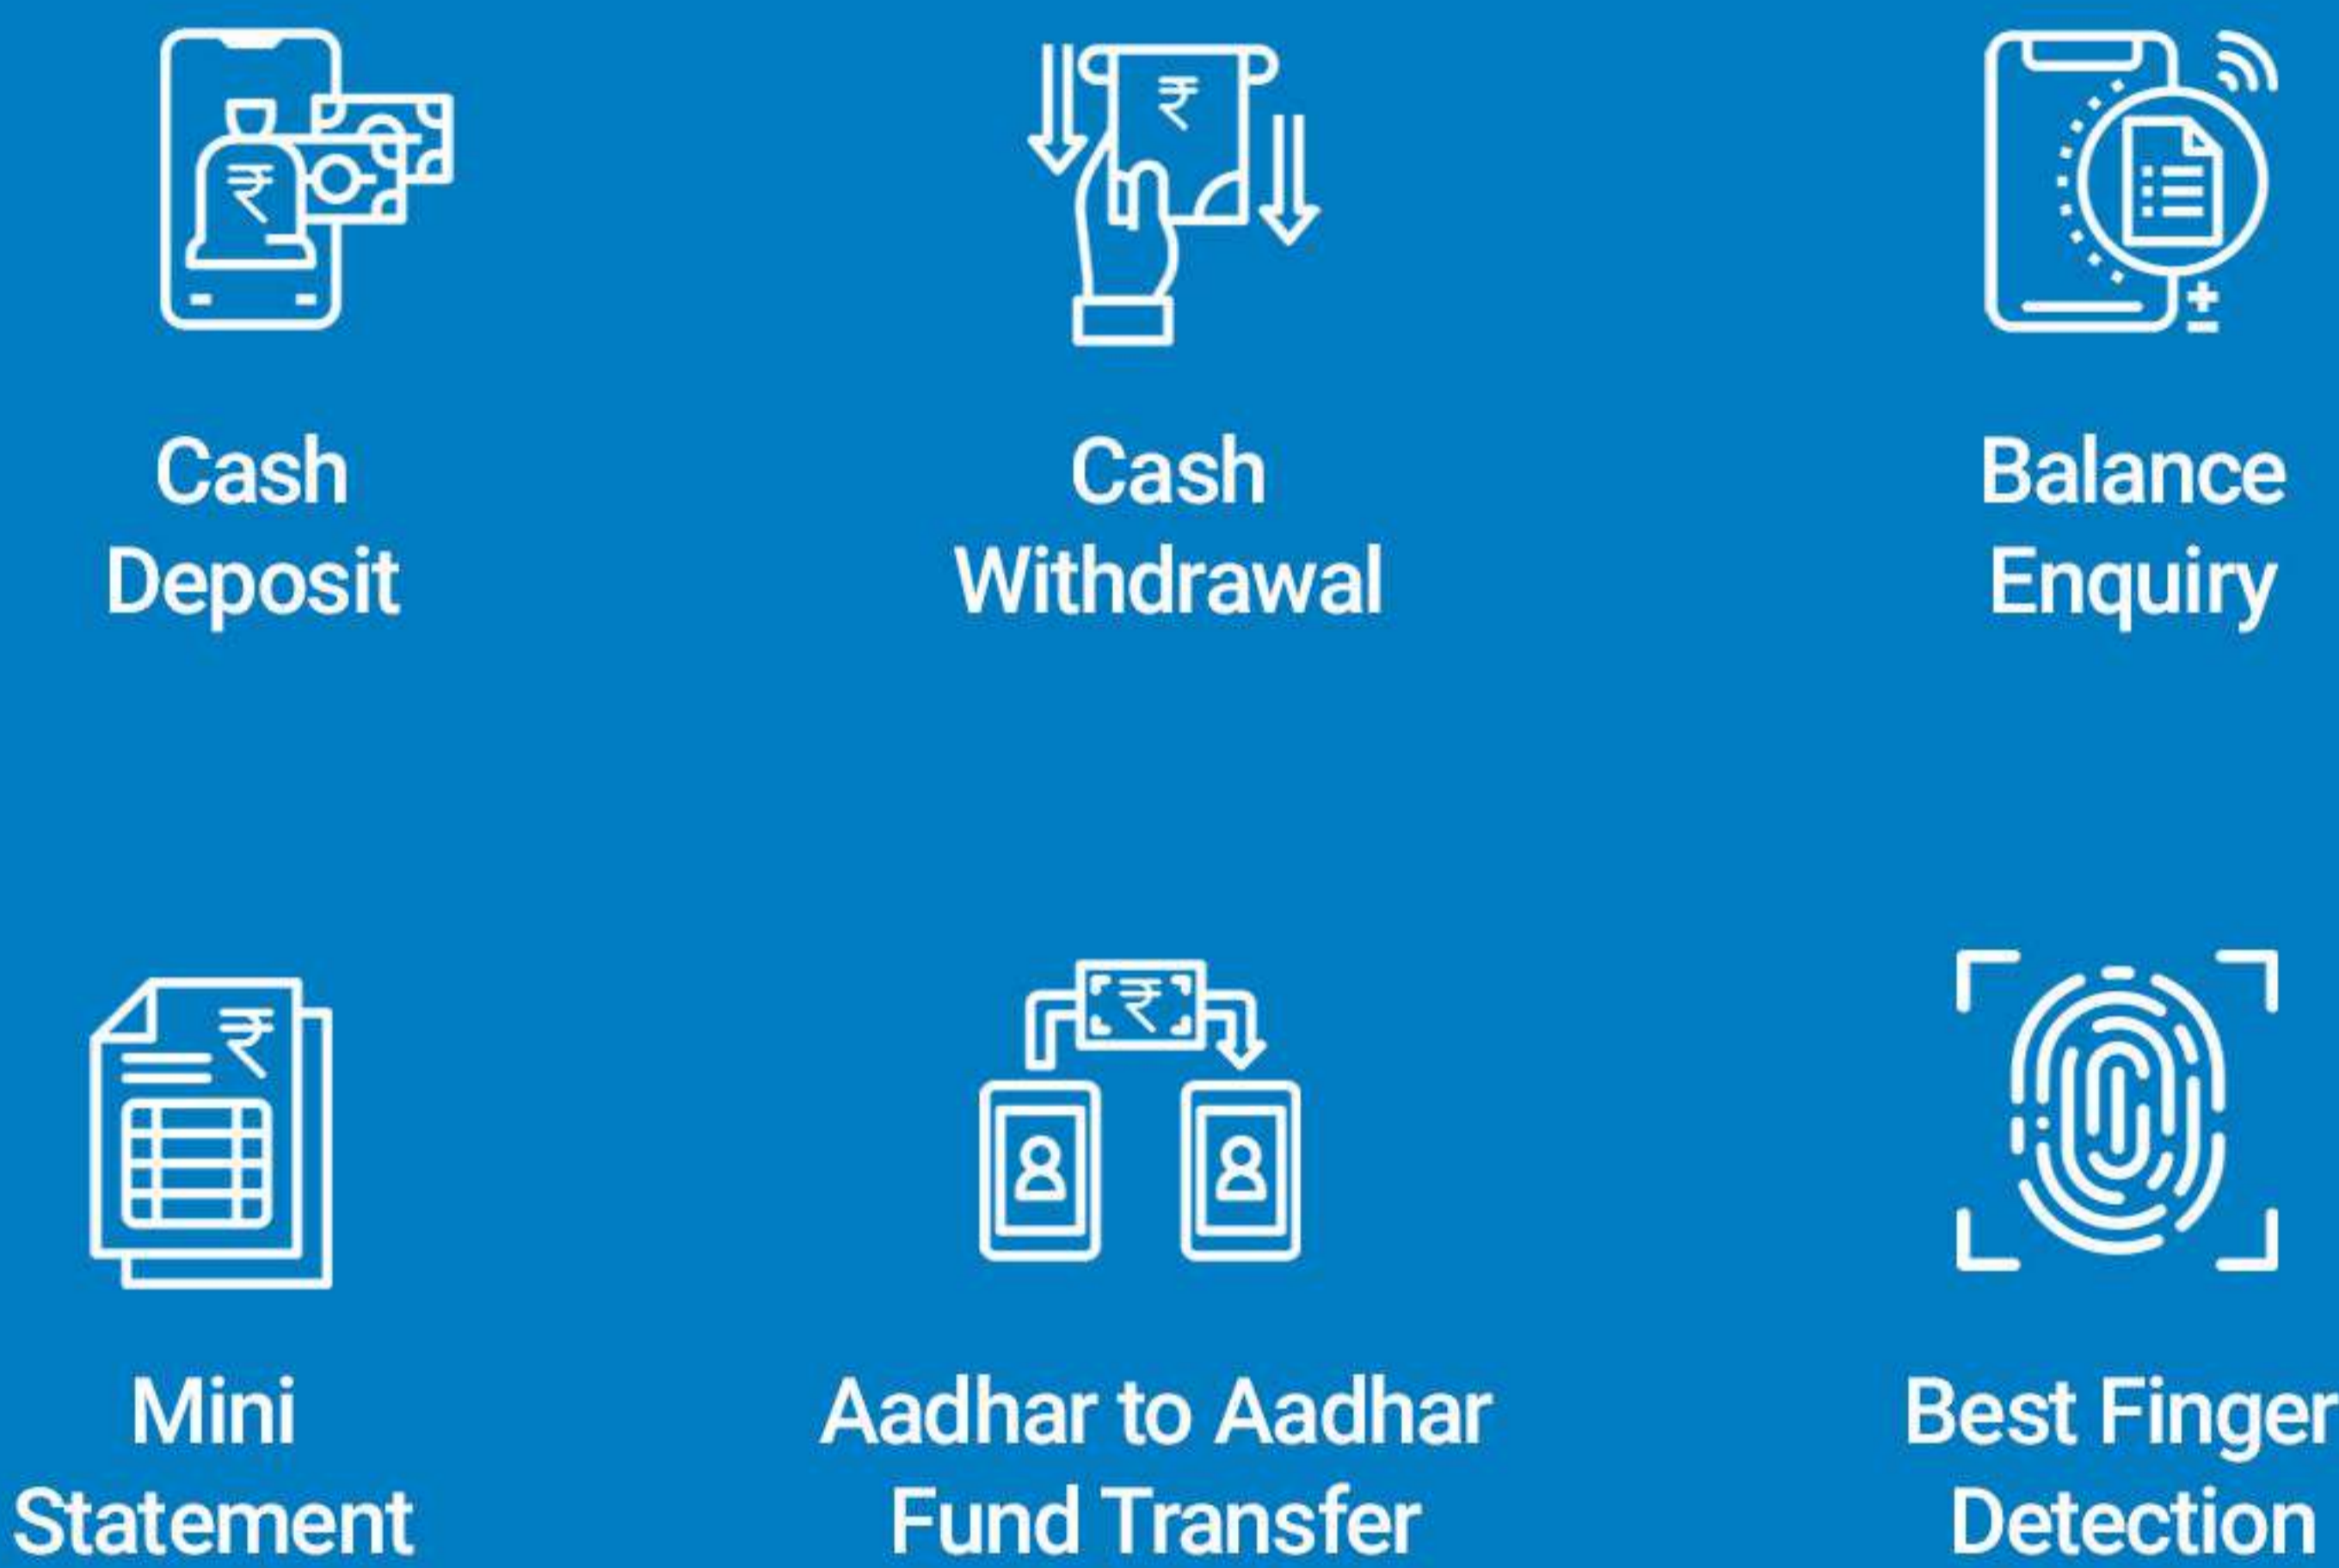 Cash
Deposit
Cash
Withdrawal
Balance
Enquiry
Mini
Statement
Aadhar to Aadhar
Fund Transfer
Best Finger
Detection